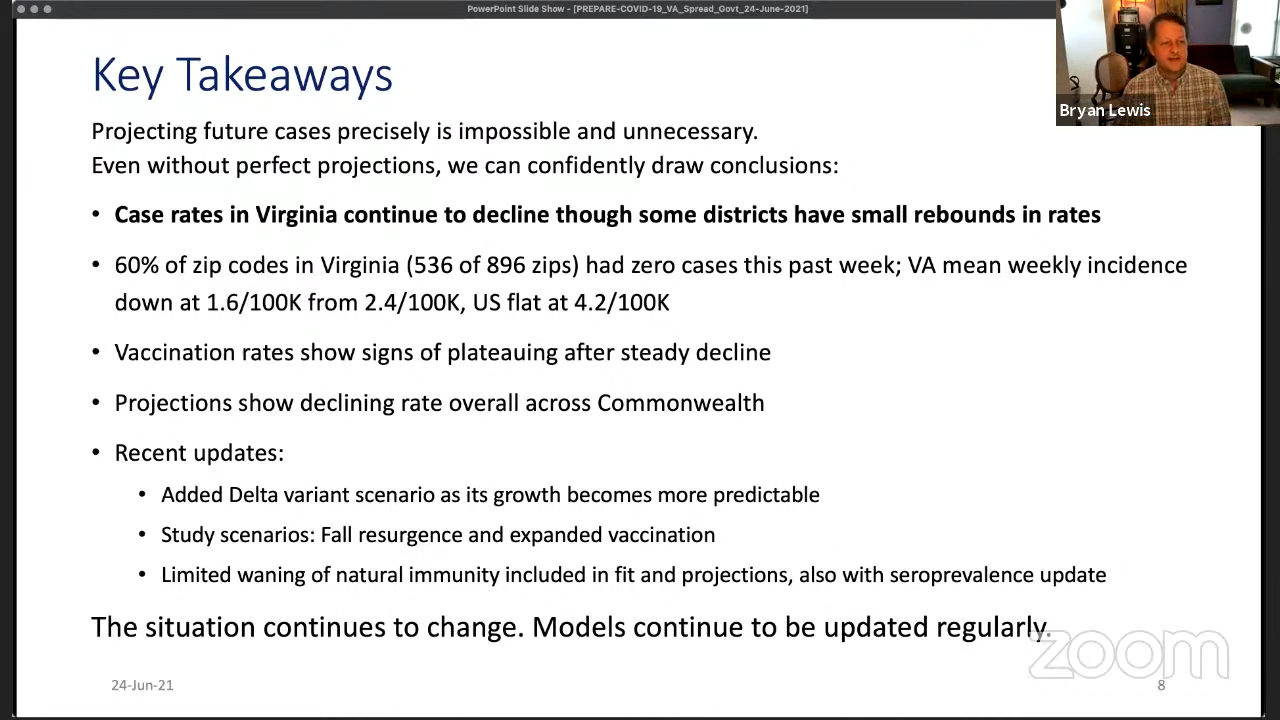 PowerPoint Slide Show - [PREPARE-COVID-19_VA_Spread_Govt_24-June-2021]
Key Takeaways
Bryan Lewis
Projecting future cases precisely is impossible and unnecessary.
Even without perfect projections, we can confidently draw conclusions:
• Case rates in Virginia continue to decline though some districts have small rebounds in rates
• 60% of zip codes in Virginia (536 of 896 zips) had zero cases this past week; VA mean weekly incidence
down at 1.6/100K from 2.4/100K, US flat at 4.2/100K
• Vaccination rates show signs of plateauing after steady decline
• Projections show declining rate overall across Commonwealth
• Recent updates:
• Added Delta variant scenario as its growth becomes more predictable
• Study scenarios: Fall resurgence and expanded vaccination
• Limited waning of natural immunity included in fit and projections, also with seroprevalence update
The situation continues to change. Models continue to be updated regularly.
zoom
24-Jun-21
8